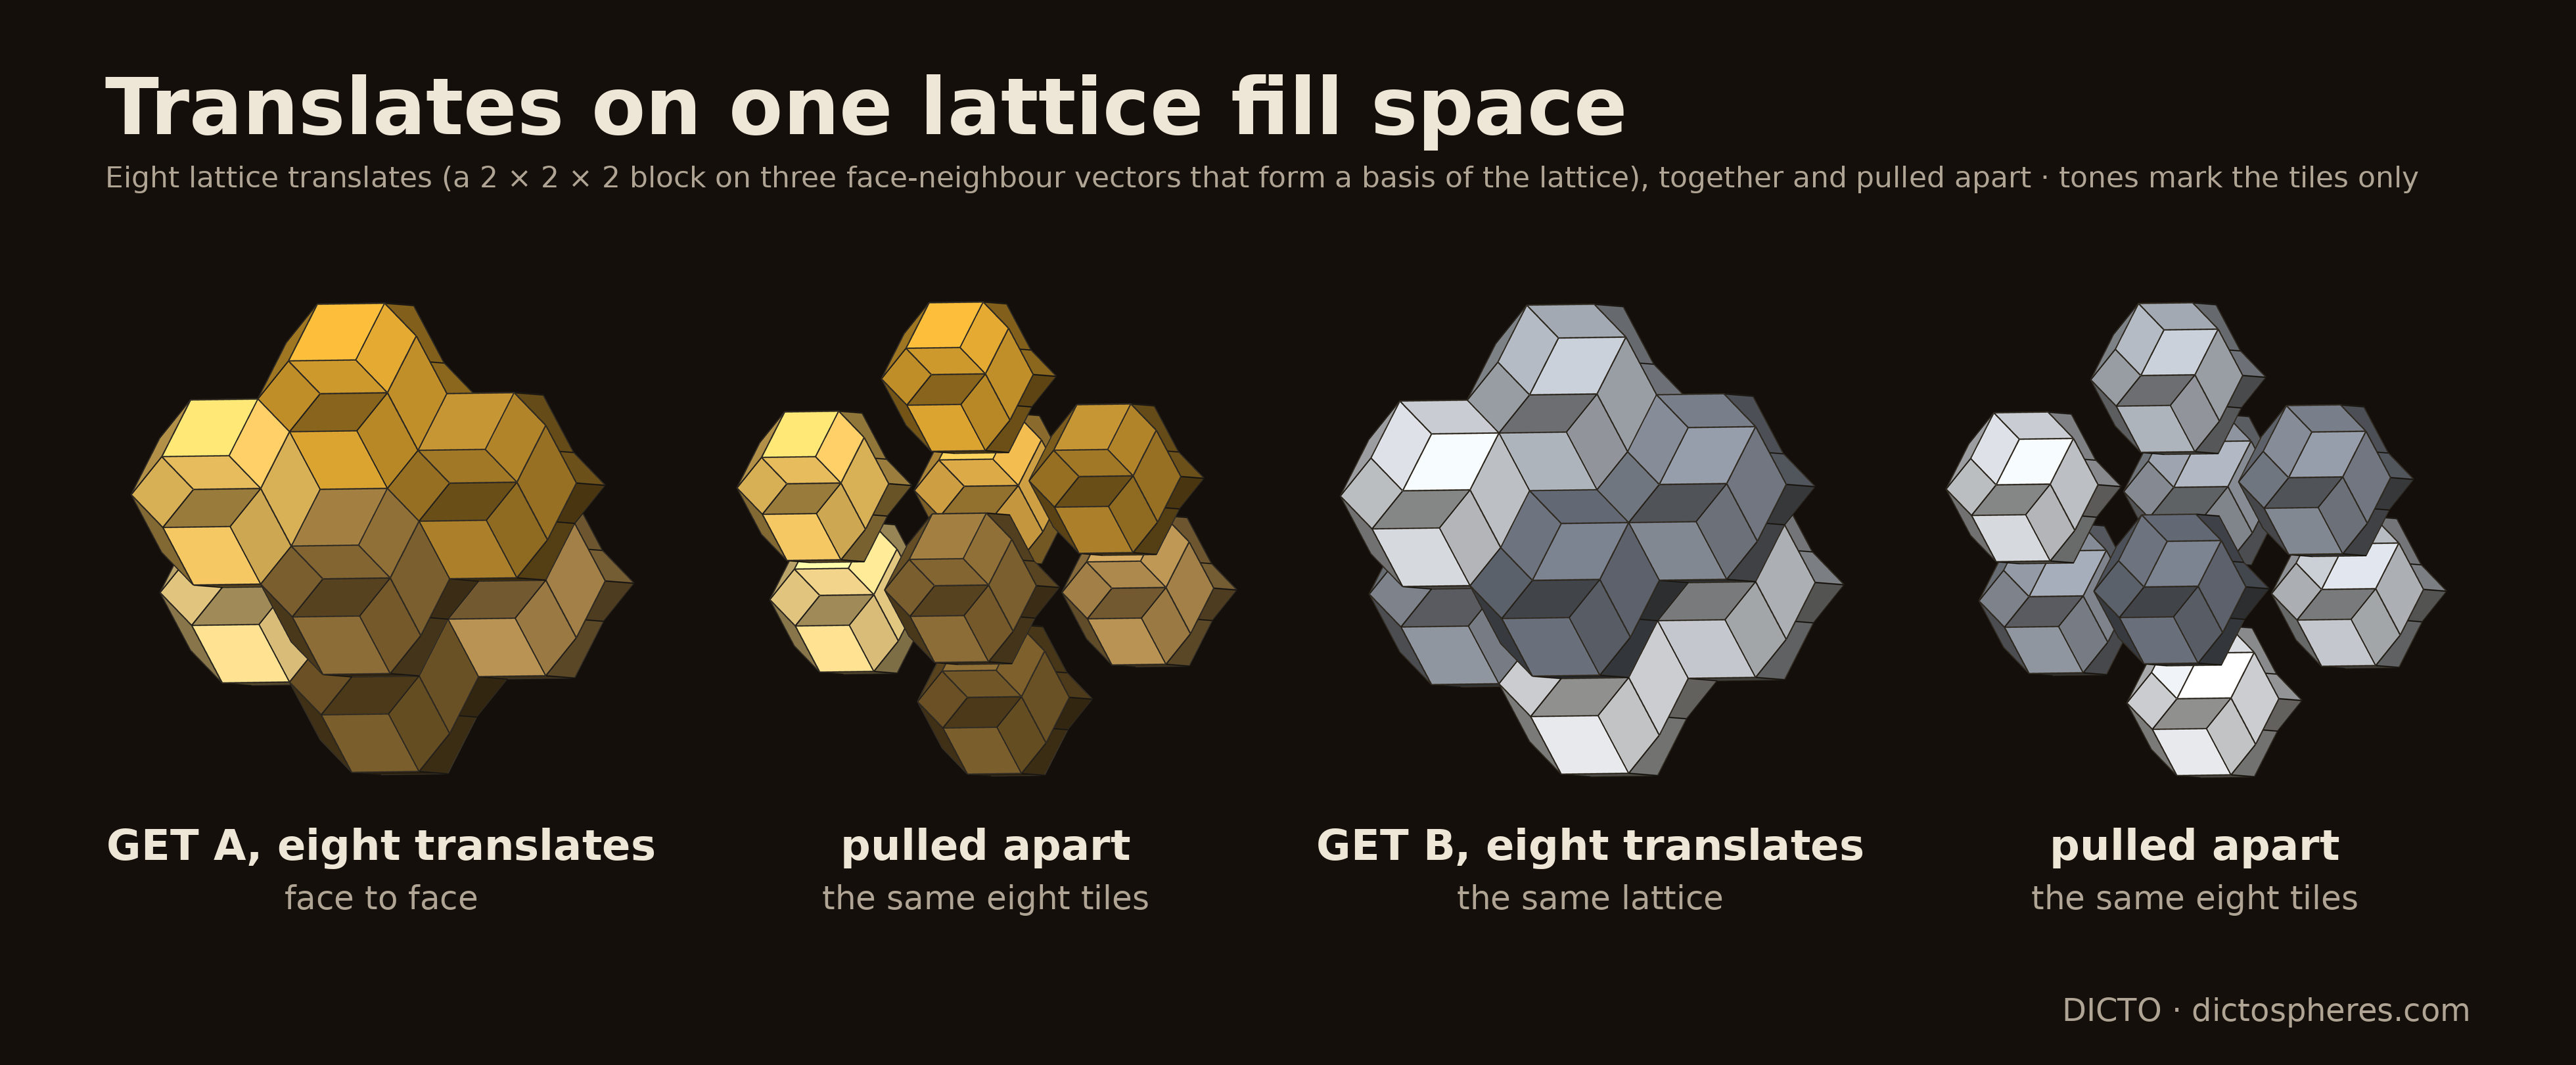 Translates on one lattice fill space
Eight lattice translates (a 2 × 2 × 2 block on three face-neighbour vectors that form a basis of the lattice), together and pulled apart · tones mark the tiles only
GET A, eight translates
face to face
pulled apart
the same eight tiles
GET B, eight translates
the same lattice
pulled apart
the same eight tiles
DICTO · dictospheres.com